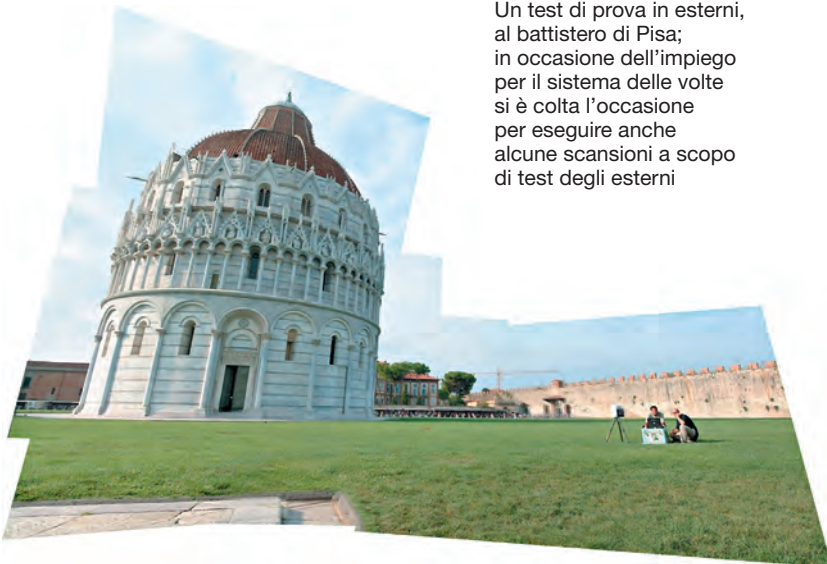 Un test di prova in esterni,
al battistero di Pisa;
in occasione dell’impiego
per il sistema delle volte
si è colta l’occasione
per eseguire anche
alcune scansioni a scopo
di test degli esterni